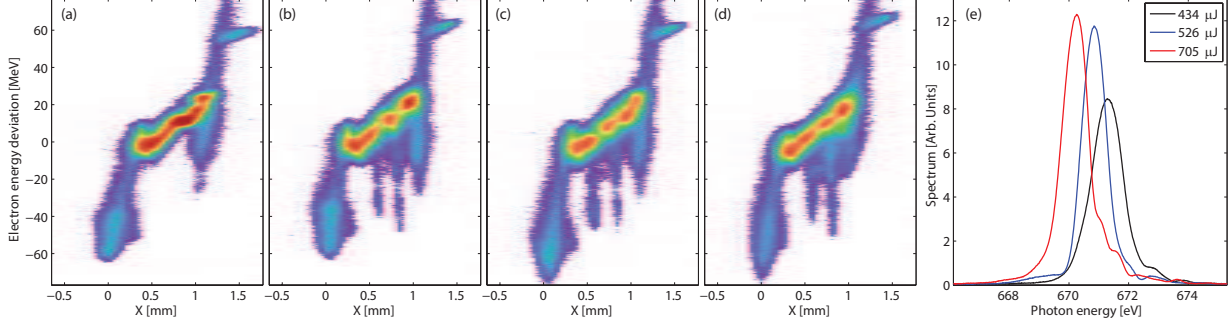 (a)
(b)
(c)
(d)
(e)
Electron energy deviation [MeV]
60
40
20
0
−20
−40
−60
−0.5 0 0.5 1 1.5
X [mm]
−0.5 0 0.5 1 1.5
X [mm]
−0.5 0 0.5 1 1.5
X [mm]
−0.5 0 0.5 1 1.5
X [mm]
Spectrum [Arb. Units]
12
10
8
6
4
2
0
668 670 672 674
Photon energy [eV]
434 μJ
526 μJ
705 μJ